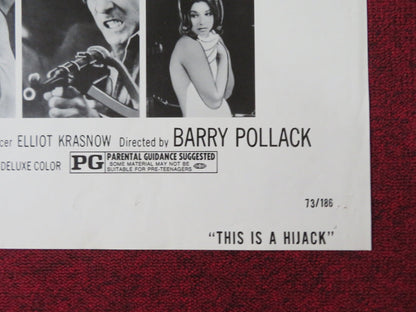 cer ELLIOT KRASNOW Directed by BARRY POLLACK
DELUXE COLOR PG PARENTAL GUIDANCE SUGGESTED
SOME MATERIAL MAY NOT BE
SUITABLE FOR PRE-TEENAGERS
73/186
"THIS IS A HIJACK"